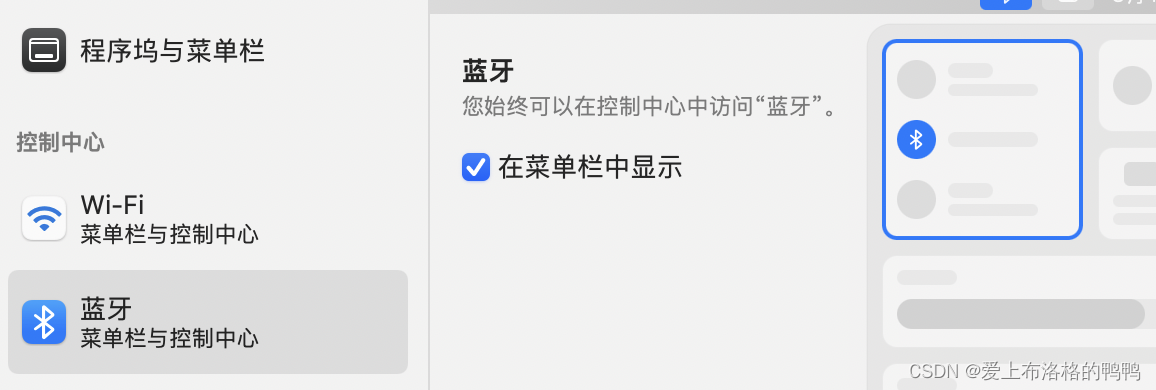 程序坞与菜单栏
控制中心
Wi-Fi
菜单栏与控制中心
蓝牙
菜单栏与控制中心
蓝牙
您始终可以在控制中心中访问“蓝牙”。
在菜单栏中显示
CSDN @爱上布洛格的鸭鸭